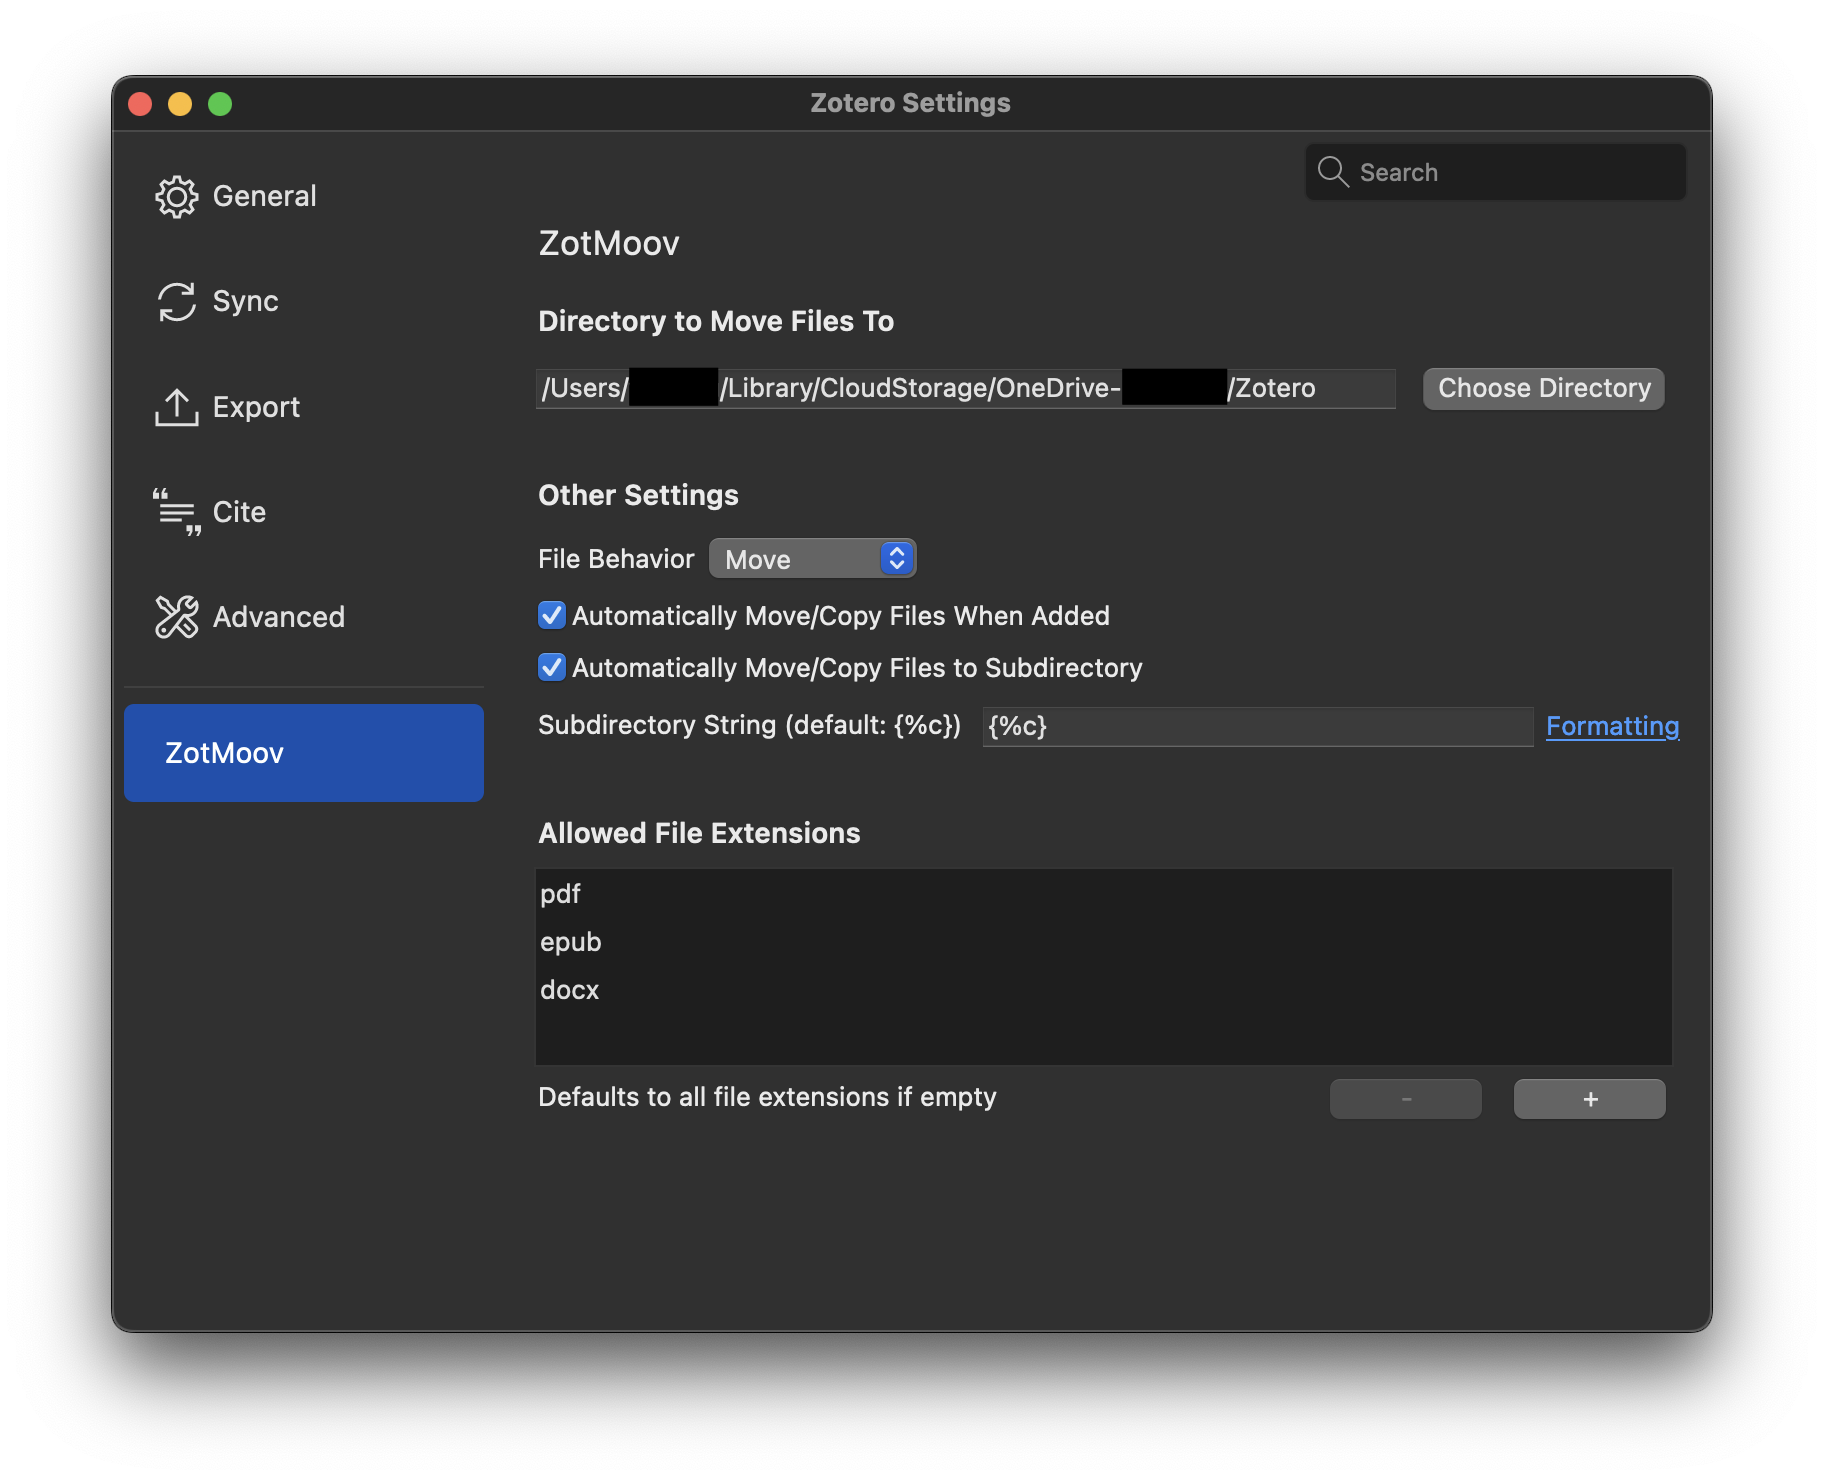 Zotero Settings
Search
General
Sync
Export
Cite
Advanced
ZotMoov
ZotMoov
Directory to Move Files To
/Users/ /Library/CloudStorage/OneDrive- /Zotero
Choose Directory
Other Settings
File Behavior Move
Automatically Move/Copy Files When Added
Automatically Move/Copy Files to Subdirectory
Subdirectory String (default: {%c}) {%c} Formatting
Allowed File Extensions
pdf
epub
docx
Defaults to all file extensions if empty
- +